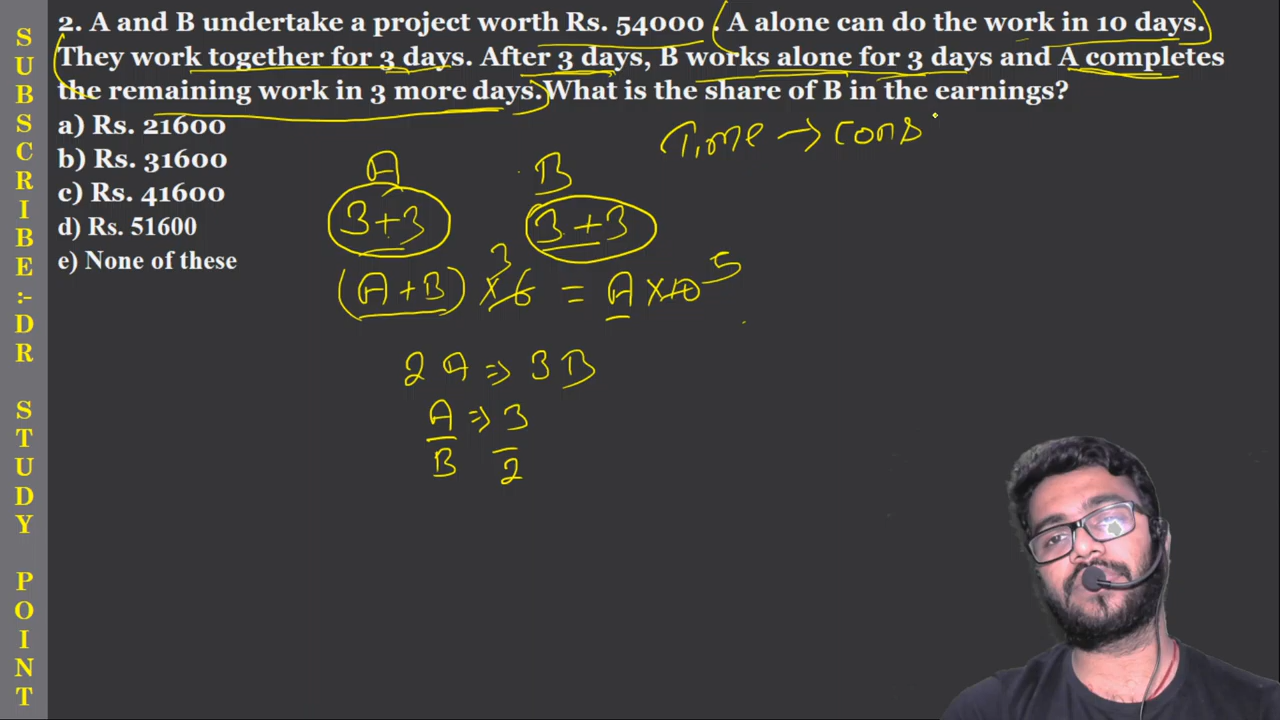 SUBSCRIBE:-DR STUDY POINT
2. A and B undertake a project worth Rs. 54000 . A alone can do the work in 10 days.
They work together for 3 days. After 3 days, B works alone for 3 days and A completes
the remaining work in 3 more days. What is the share of B in the earnings?
a) Rs. 21600
b) Rs. 31600
c) Rs. 41600
d) Rs. 51600
e) None of these
Time → cons
A B
3+3 3+3
3 5
(A+B) × 6 = A × 10
2 A => 3 B
A => 3
B 2